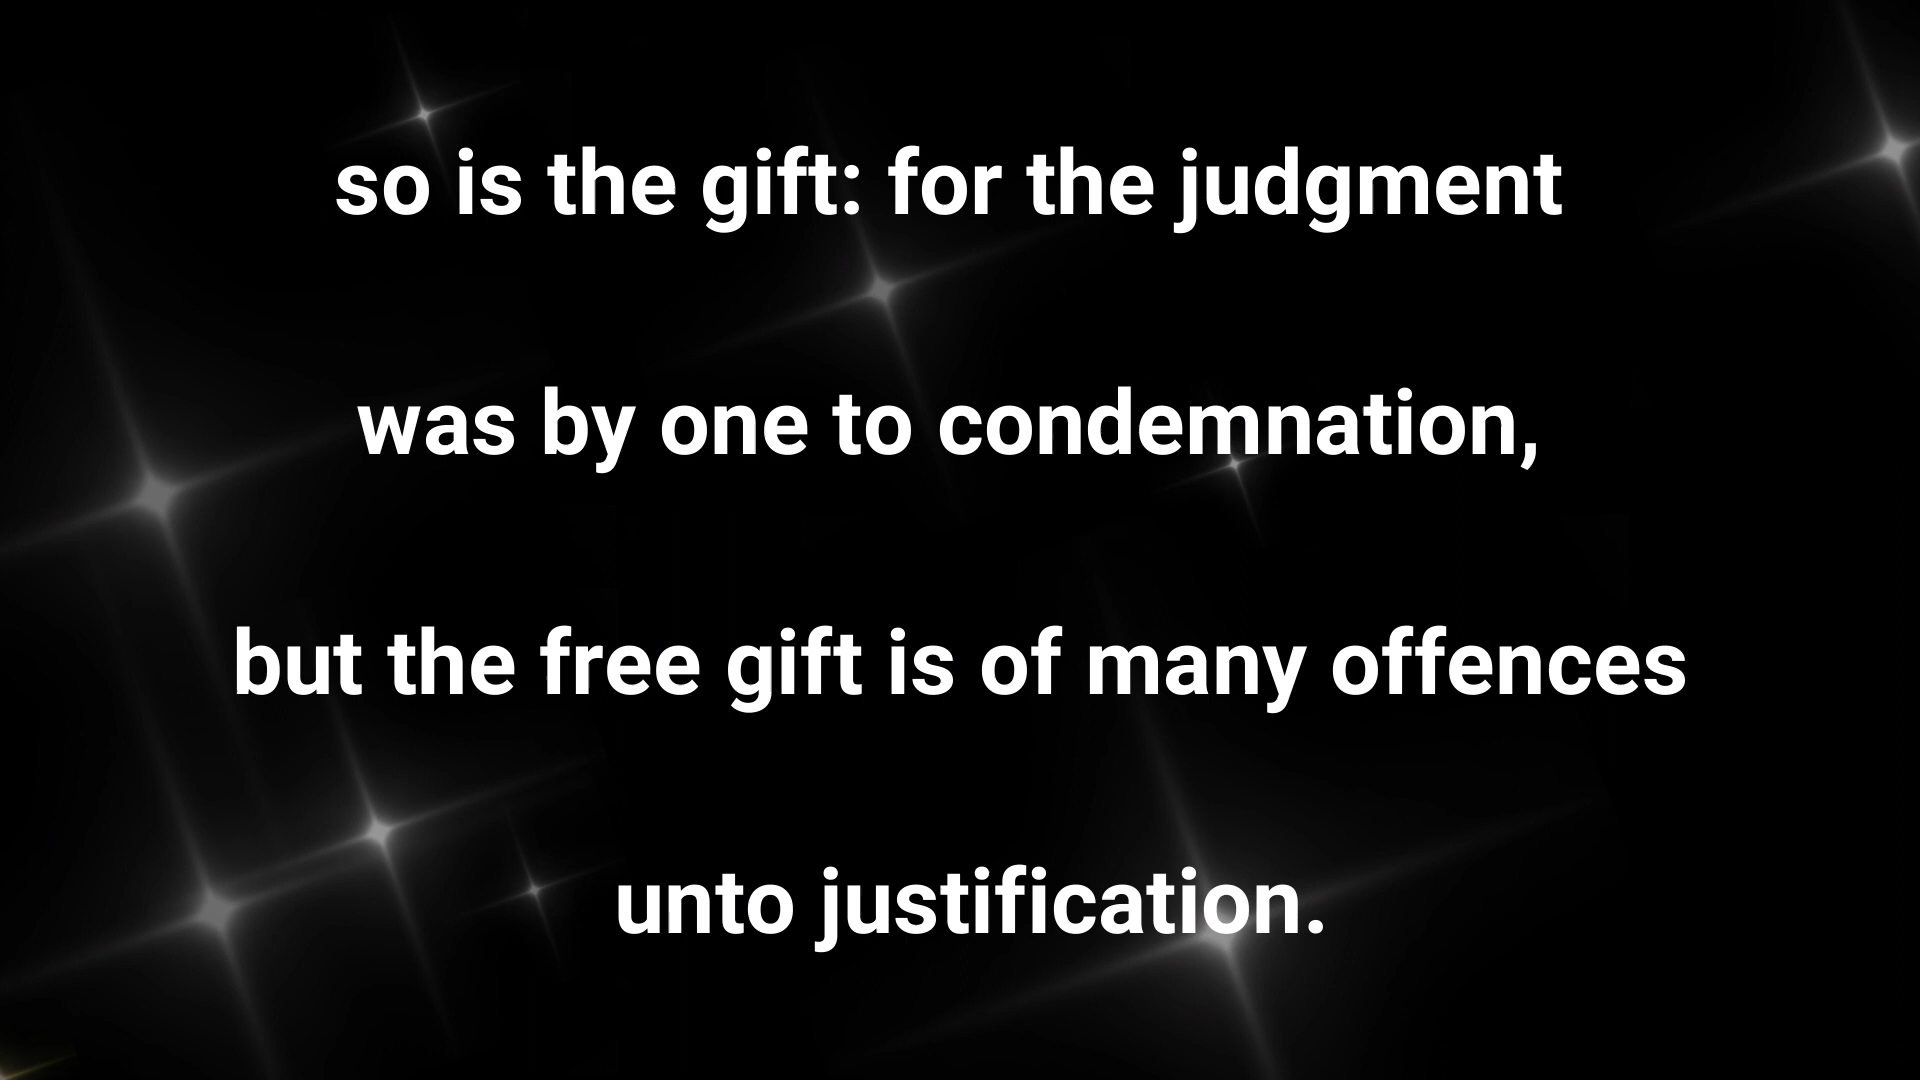 so is the gift: for the judgment
was by one to condemnation,
but the free gift is of many offences
unto justification.